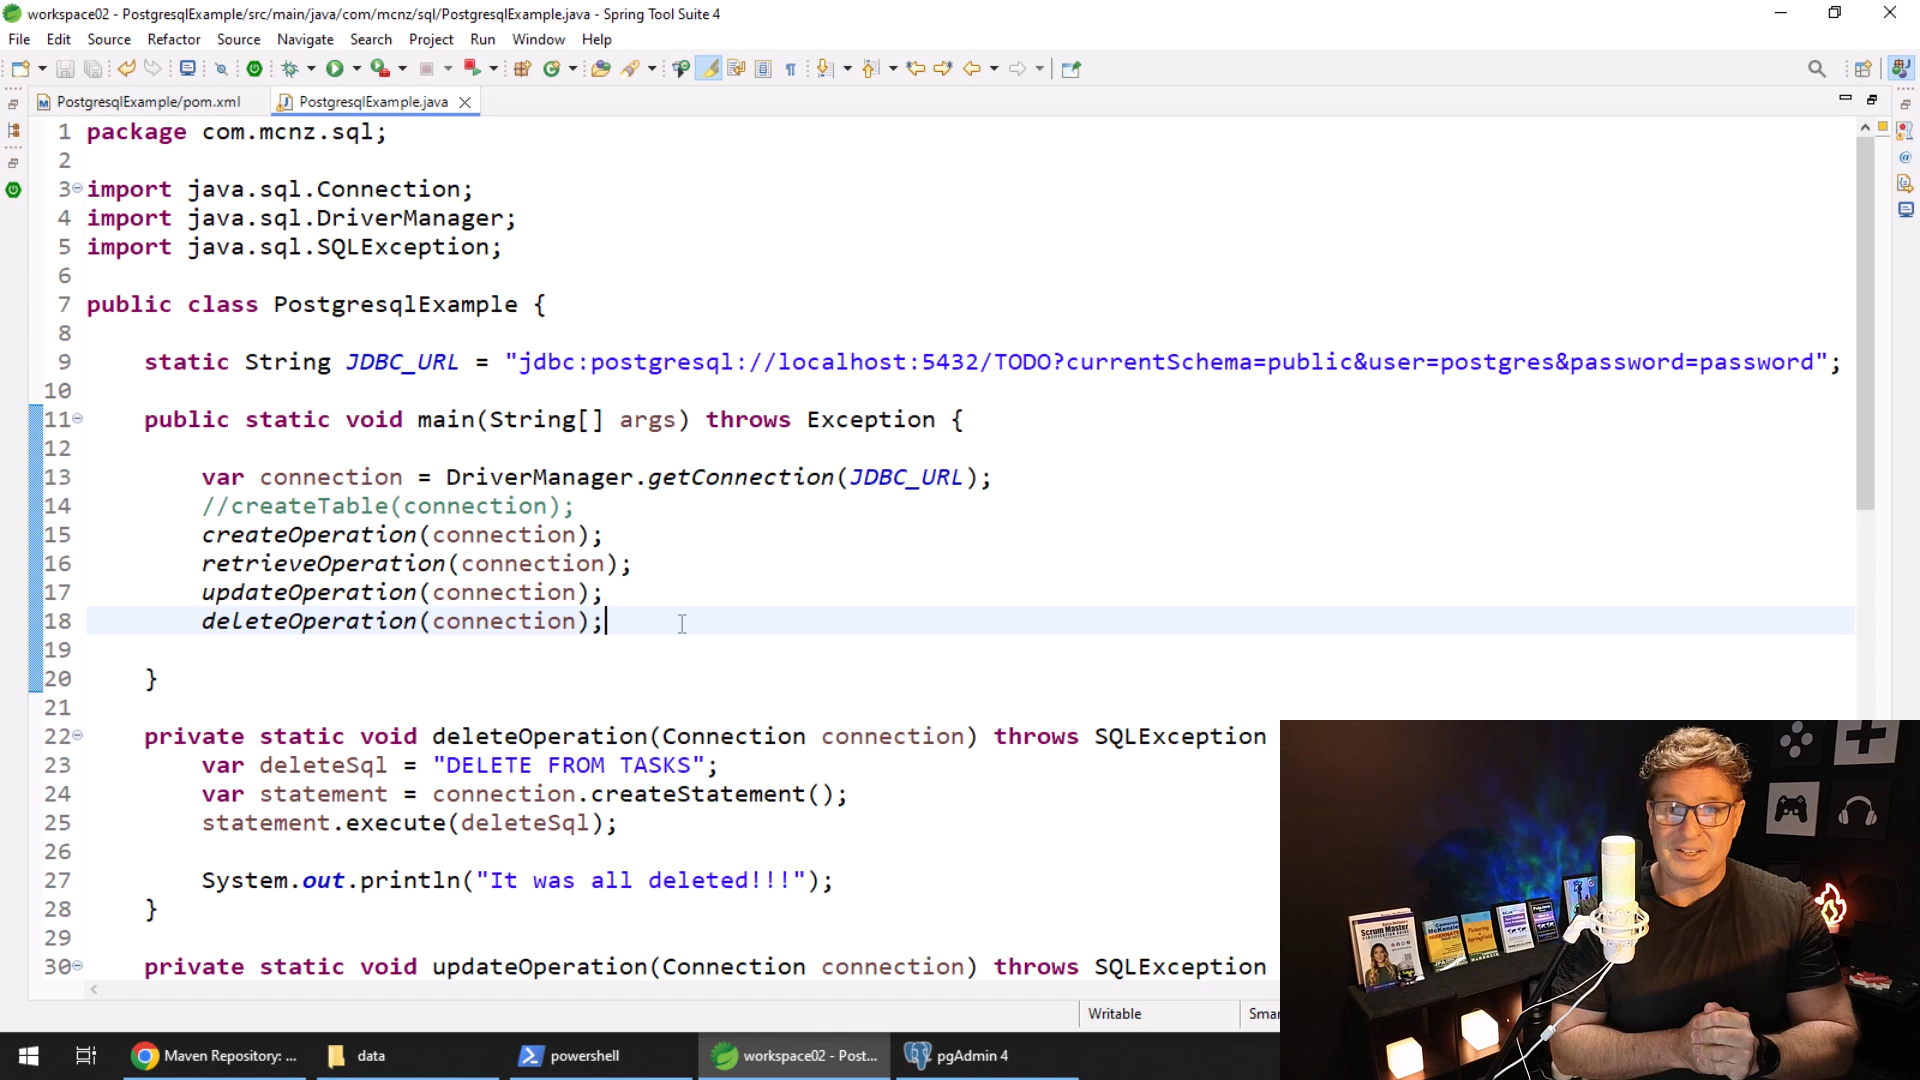 workspace02 - PostgresqlExample/src/main/java/com/mcnz/sql/PostgresqlExample.java - Spring Tool Suite 4
File Edit Source Refactor Source Navigate Search Project Run Window Help
PostgresqlExample/pom.xml PostgresqlExample.java
1 package com.mcnz.sql;
2
3 import java.sql.Connection;
4 import java.sql.DriverManager;
5 import java.sql.SQLException;
6
7 public class PostgresqlExample {
8
9 static String JDBC_URL = "jdbc:postgresql://localhost:5432/TODO?currentSchema=public&user=postgres&password=password";
10
11 public static void main(String[] args) throws Exception {
12
13 var connection = DriverManager.getConnection(JDBC_URL);
14 //createTable(connection);
15 createOperation(connection);
16 retrieveOperation(connection);
17 updateOperation(connection);
18 deleteOperation(connection);
19
20 }
21
22 private static void deleteOperation(Connection connection) throws SQLException
23 var deleteSql = "DELETE FROM TASKS";
24 var statement = connection.createStatement();
25 statement.execute(deleteSql);
26
27 System.out.println("It was all deleted!!!");
28 }
29
30 private static void updateOperation(Connection connection) throws SQLException
Writable Smar
Scrum Master
HIBERNATE
Maven Repository: ... data powershell workspace02 - Post... pgAdmin 4